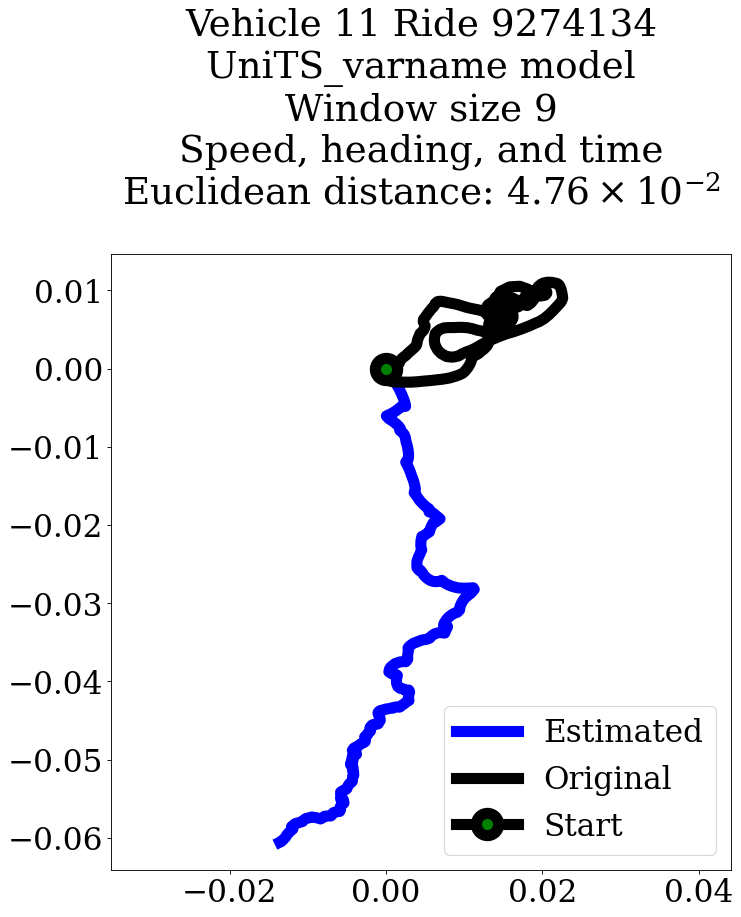 Vehicle 11 Ride 9274134
UniTS_varname model
Window size 9
Speed, heading, and time
Euclidean distance: 4.76 × 10⁻²
0.01
0.00
−0.01
−0.02
−0.03
−0.04
−0.05
−0.06
Estimated
Original
Start
−0.02 0.00 0.02 0.04